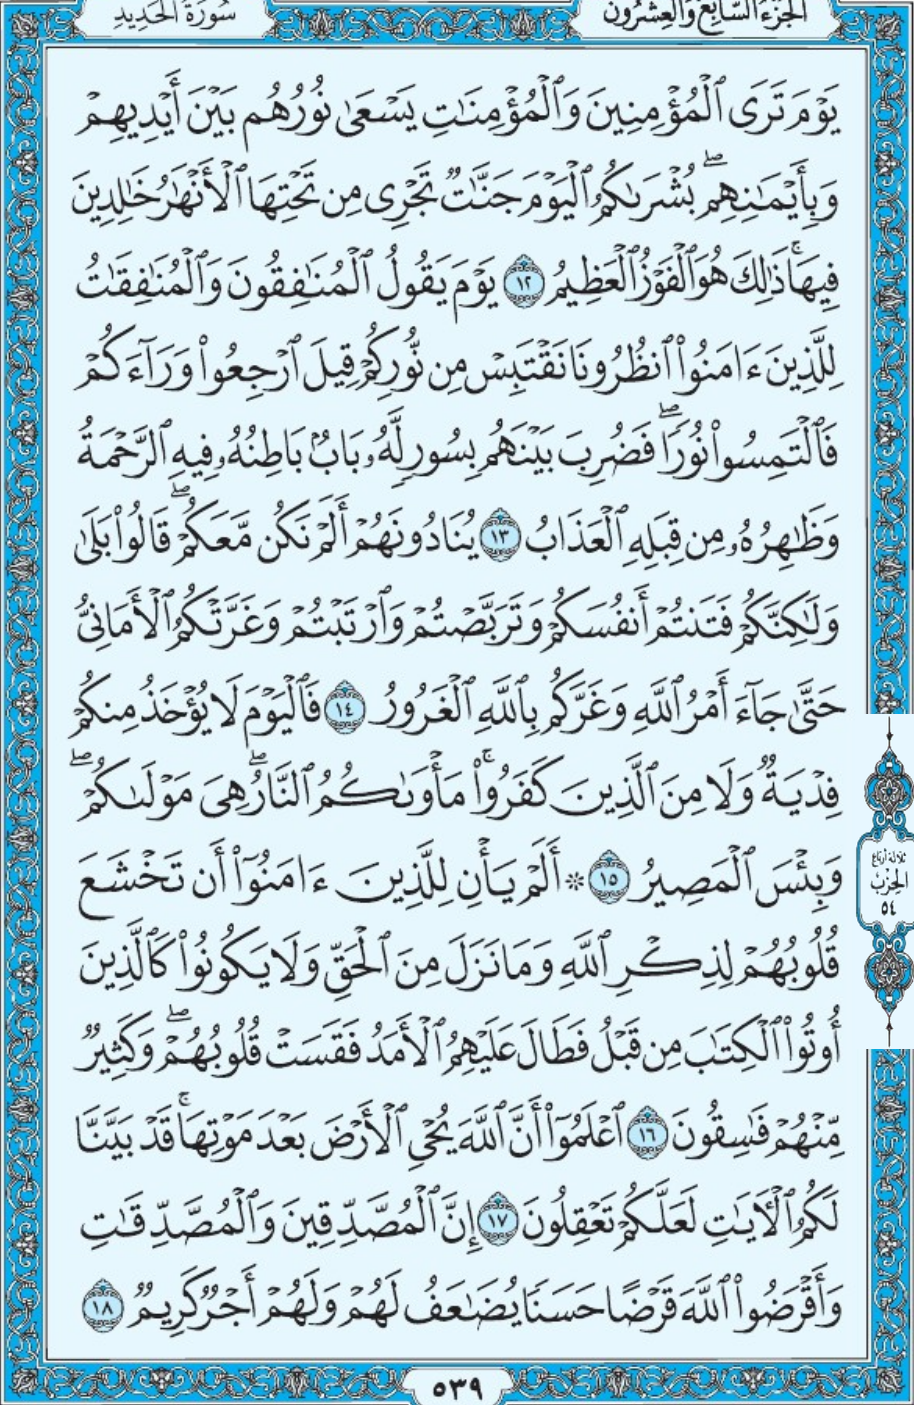 الجزء السابع والعشرون
سورة الحديد
يَوْمَ تَرَى ٱلْمُؤْمِنِينَ وَٱلْمُؤْمِنَٰتِ يَسْعَىٰ نُورُهُم بَيْنَ أَيْدِيهِمْ
وَبِأَيْمَٰنِهِمۖ بُشْرَىٰكُمُ ٱلْيَوْمَ جَنَّٰتٌ تَجْرِى مِن تَحْتِهَا ٱلْأَنْهَٰرُ خَٰلِدِينَ
فِيهَاۚ ذَٰلِكَ هُوَ ٱلْفَوْزُ ٱلْعَظِيمُ ١٢ يَوْمَ يَقُولُ ٱلْمُنَٰفِقُونَ وَٱلْمُنَٰفِقَٰتُ
لِلَّذِينَ ءَامَنُوا۟ ٱنظُرُونَا نَقْتَبِسْ مِن نُّورِكُمْ قِيلَ ٱرْجِعُوا۟ وَرَآءَكُمْ
فَٱلْتَمِسُوا۟ نُورًاۖ فَضُرِبَ بَيْنَهُم بِسُورٍ لَّهُۥ بَابٌۢ بَاطِنُهُۥ فِيهِ ٱلرَّحْمَةُ
وَظَٰهِرُهُۥ مِن قِبَلِهِ ٱلْعَذَابُ ١٣ يُنَادُونَهُمْ أَلَمْ نَكُن مَّعَكُمْۖ قَالُوا۟ بَلَىٰ
وَلَٰكِنَّكُمْ فَتَنتُمْ أَنفُسَكُمْ وَتَرَبَّصْتُمْ وَٱرْتَبْتُمْ وَغَرَّتْكُمُ ٱلْأَمَانِىُّ
حَتَّىٰ جَآءَ أَمْرُ ٱللَّهِ وَغَرَّكُم بِٱللَّهِ ٱلْغَرُورُ ١٤ فَٱلْيَوْمَ لَا يُؤْخَذُ مِنكُمْ
فِدْيَةٌ وَلَا مِنَ ٱلَّذِينَ كَفَرُوا۟ۚ مَأْوَىٰكُمُ ٱلنَّارُۖ هِىَ مَوْلَىٰكُمْۖ
وَبِئْسَ ٱلْمَصِيرُ ١٥ ۞ أَلَمْ يَأْنِ لِلَّذِينَ ءَامَنُوٓا۟ أَن تَخْشَعَ
قُلُوبُهُمْ لِذِكْرِ ٱللَّهِ وَمَا نَزَلَ مِنَ ٱلْحَقِّ وَلَا يَكُونُوا۟ كَٱلَّذِينَ
أُوتُوا۟ ٱلْكِتَٰبَ مِن قَبْلُ فَطَالَ عَلَيْهِمُ ٱلْأَمَدُ فَقَسَتْ قُلُوبُهُمْۖ وَكَثِيرٌ
مِّنْهُمْ فَٰسِقُونَ ١٦ ٱعْلَمُوٓا۟ أَنَّ ٱللَّهَ يُحْىِ ٱلْأَرْضَ بَعْدَ مَوْتِهَاۚ قَدْ بَيَّنَّا
لَكُمُ ٱلْءَايَٰتِ لَعَلَّكُمْ تَعْقِلُونَ ١٧ إِنَّ ٱلْمُصَّدِّقِينَ وَٱلْمُصَّدِّقَٰتِ
وَأَقْرَضُوا۟ ٱللَّهَ قَرْضًا حَسَنًا يُضَٰعَفُ لَهُمْ وَلَهُمْ أَجْرٌ كَرِيمٌ ١٨
ثلاثة أرباع
الحزب
٥٤
٥٣٩